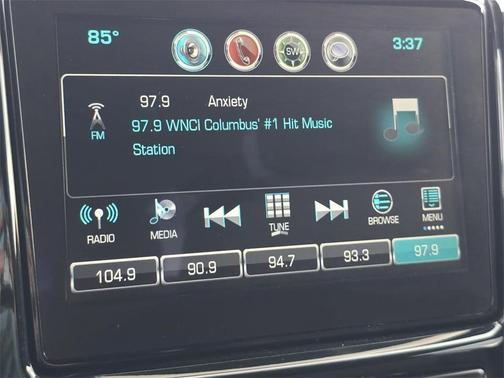 85° SW 3:37
97.9 Anxiety
FM 97.9 WNCI Columbus' #1 Hit Music
Station
RADIO MEDIA TUNE BROWSE MENU
104.9 90.9 94.7 93.3 97.9